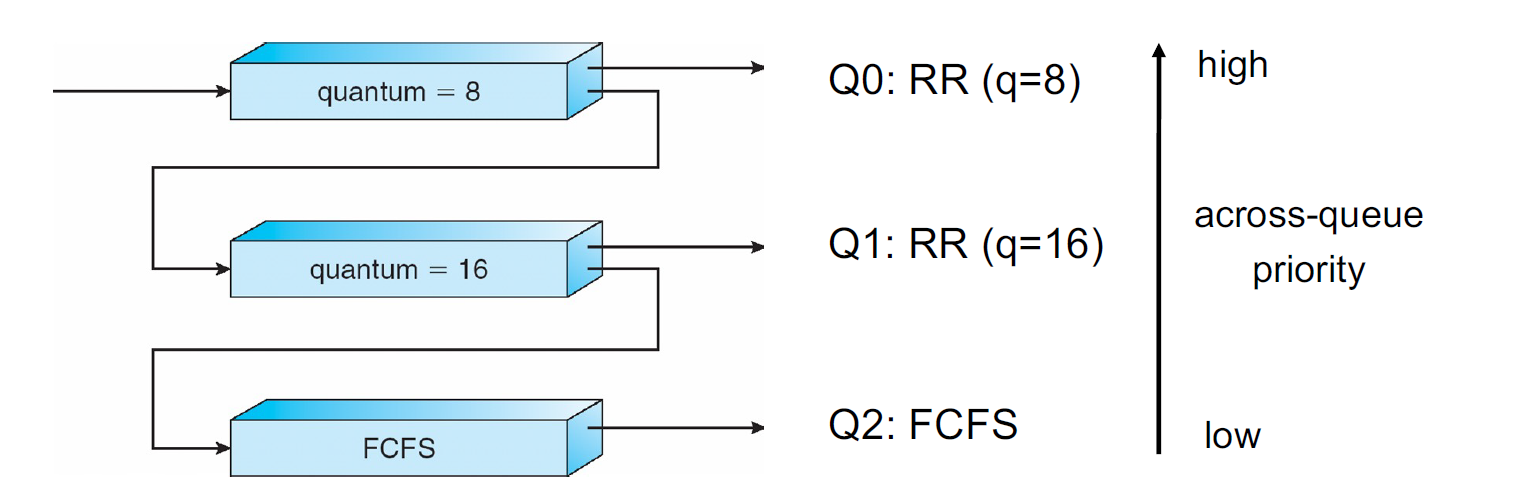 quantum = 8
Q0: RR (q=8)
high
quantum = 16
Q1: RR (q=16)
across-queue
priority
FCFS
Q2: FCFS
low